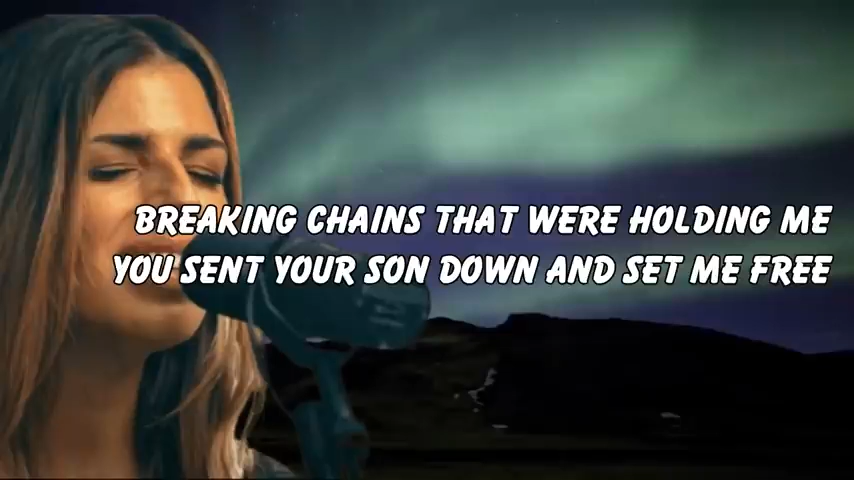 BREAKING CHAINS THAT WERE HOLDING ME
YOU SENT YOUR SON DOWN AND SET ME FREE